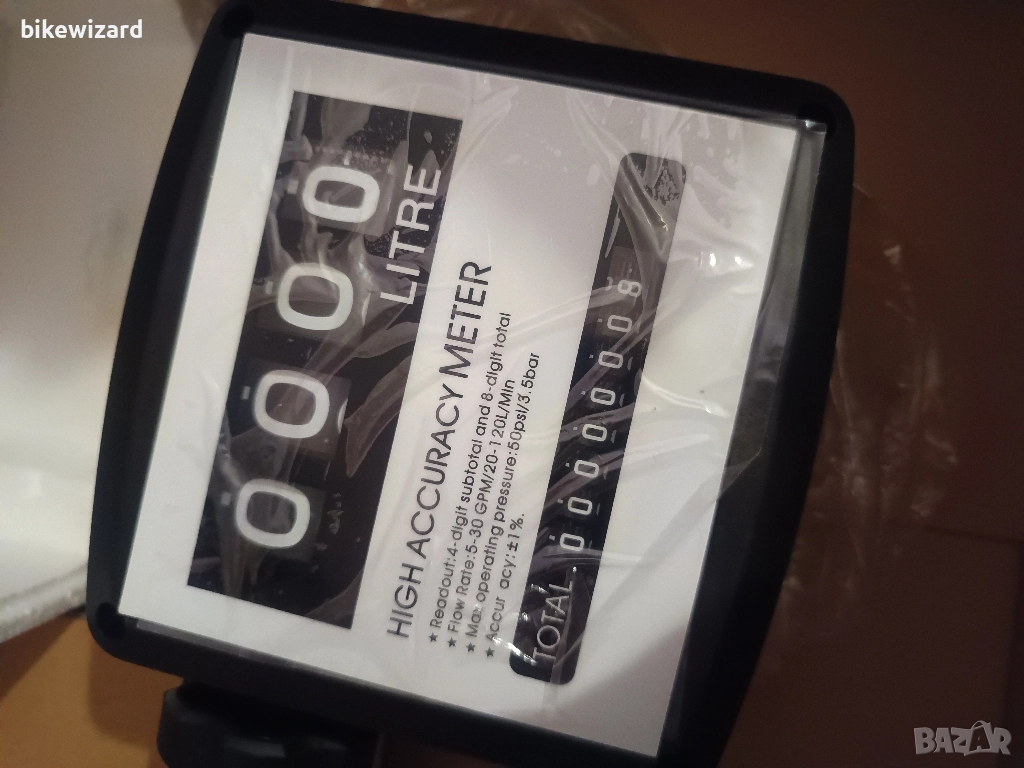 bikewizard
0000
LITRE
HIGH ACCURACY METER
★ Readout:4-digit subtotal and 8-digit total
★ Flow Rate:5-30 GPM/20-120L/Min
★ Max operating pressure:50psi/3.5bar
★ Accur acy:±1%.
TOTAL 00000008
BAZAR